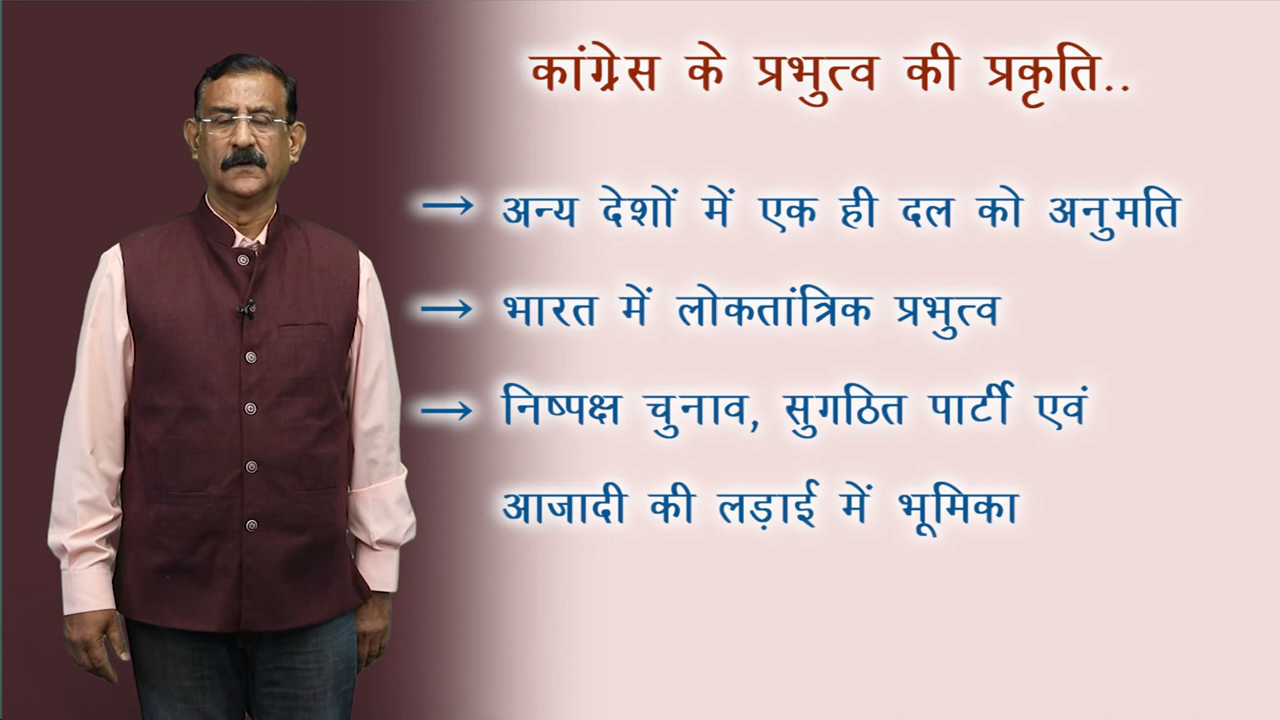 कांग्रेस के प्रभुत्व की प्रकृति..
→ अन्य देशों में एक ही दल को अनुमति
→ भारत में लोकतांत्रिक प्रभुत्व
→ निष्पक्ष चुनाव, सुगठित पार्टी एवं
आजादी की लड़ाई में भूमिका